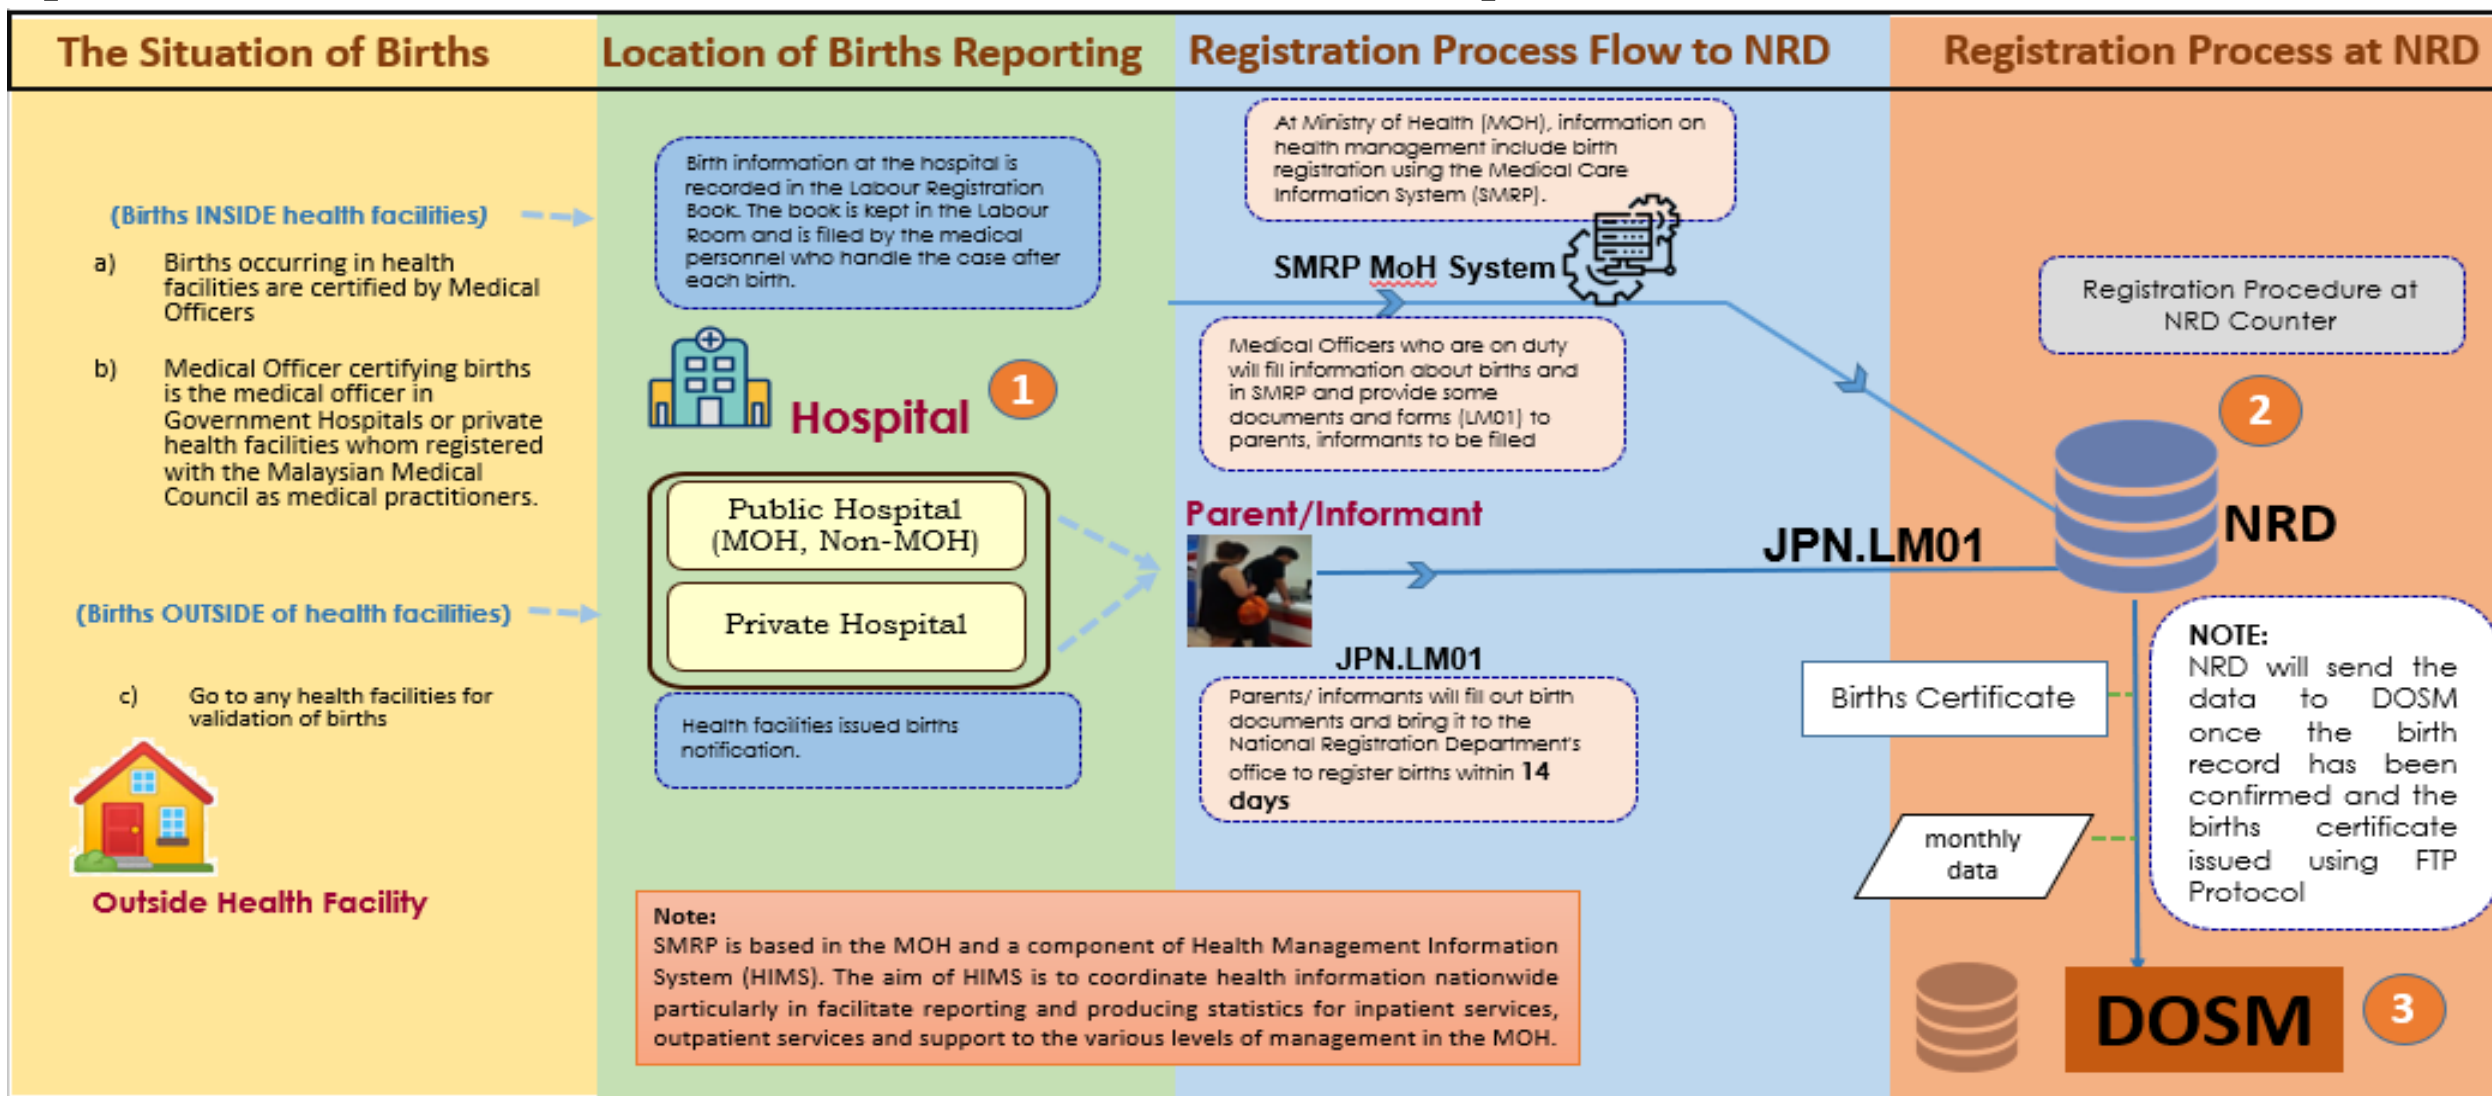 The Situation of Births
Location of Births Reporting
Registration Process Flow to NRD
Registration Process at NRD
(Births INSIDE health facilities)
a) Births occurring in health
facilities are certified by Medical
Officers
b) Medical Officer certifying births
is the medical officer in
Government Hospitals or private
health facilities whom registered
with the Malaysian Medical
Council as medical practitioners.
(Births OUTSIDE of health facilities)
c) Go to any health facilities for
validation of births
Outside Health Facility
Birth information at the hospital is
recorded in the Labour Registration
Book. The book is kept in the Labour
Room and is filled by the medical
personnel who handle the case after
each birth.
Hospital
1
Public Hospital
(MOH, Non-MOH)
Private Hospital
Health facilities issued births
notification.
At Ministry of Health (MOH), information on
health management include birth
registration using the Medical Care
Information System (SMRP).
SMRP MoH System
Medical Officers who are on duty
will fill information about births and
in SMRP and provide some
documents and forms (LM01) to
parents, informants to be filled
Parent/Informant
JPN.LM01
JPN.LM01
Parents/ informants will fill out birth
documents and bring it to the
National Registration Department's
office to register births within 14
days
Note:
SMRP is based in the MOH and a component of Health Management Information
System (HIMS). The aim of HIMS is to coordinate health information nationwide
particularly in facilitate reporting and producing statistics for inpatient services,
outpatient services and support to the various levels of management in the MOH.
Registration Procedure at
NRD Counter
2
NRD
Births Certificate
monthly
data
NOTE:
NRD will send the
data to DOSM
once the birth
record has been
confirmed and the
births certificate
issued using FTP
Protocol
DOSM
3